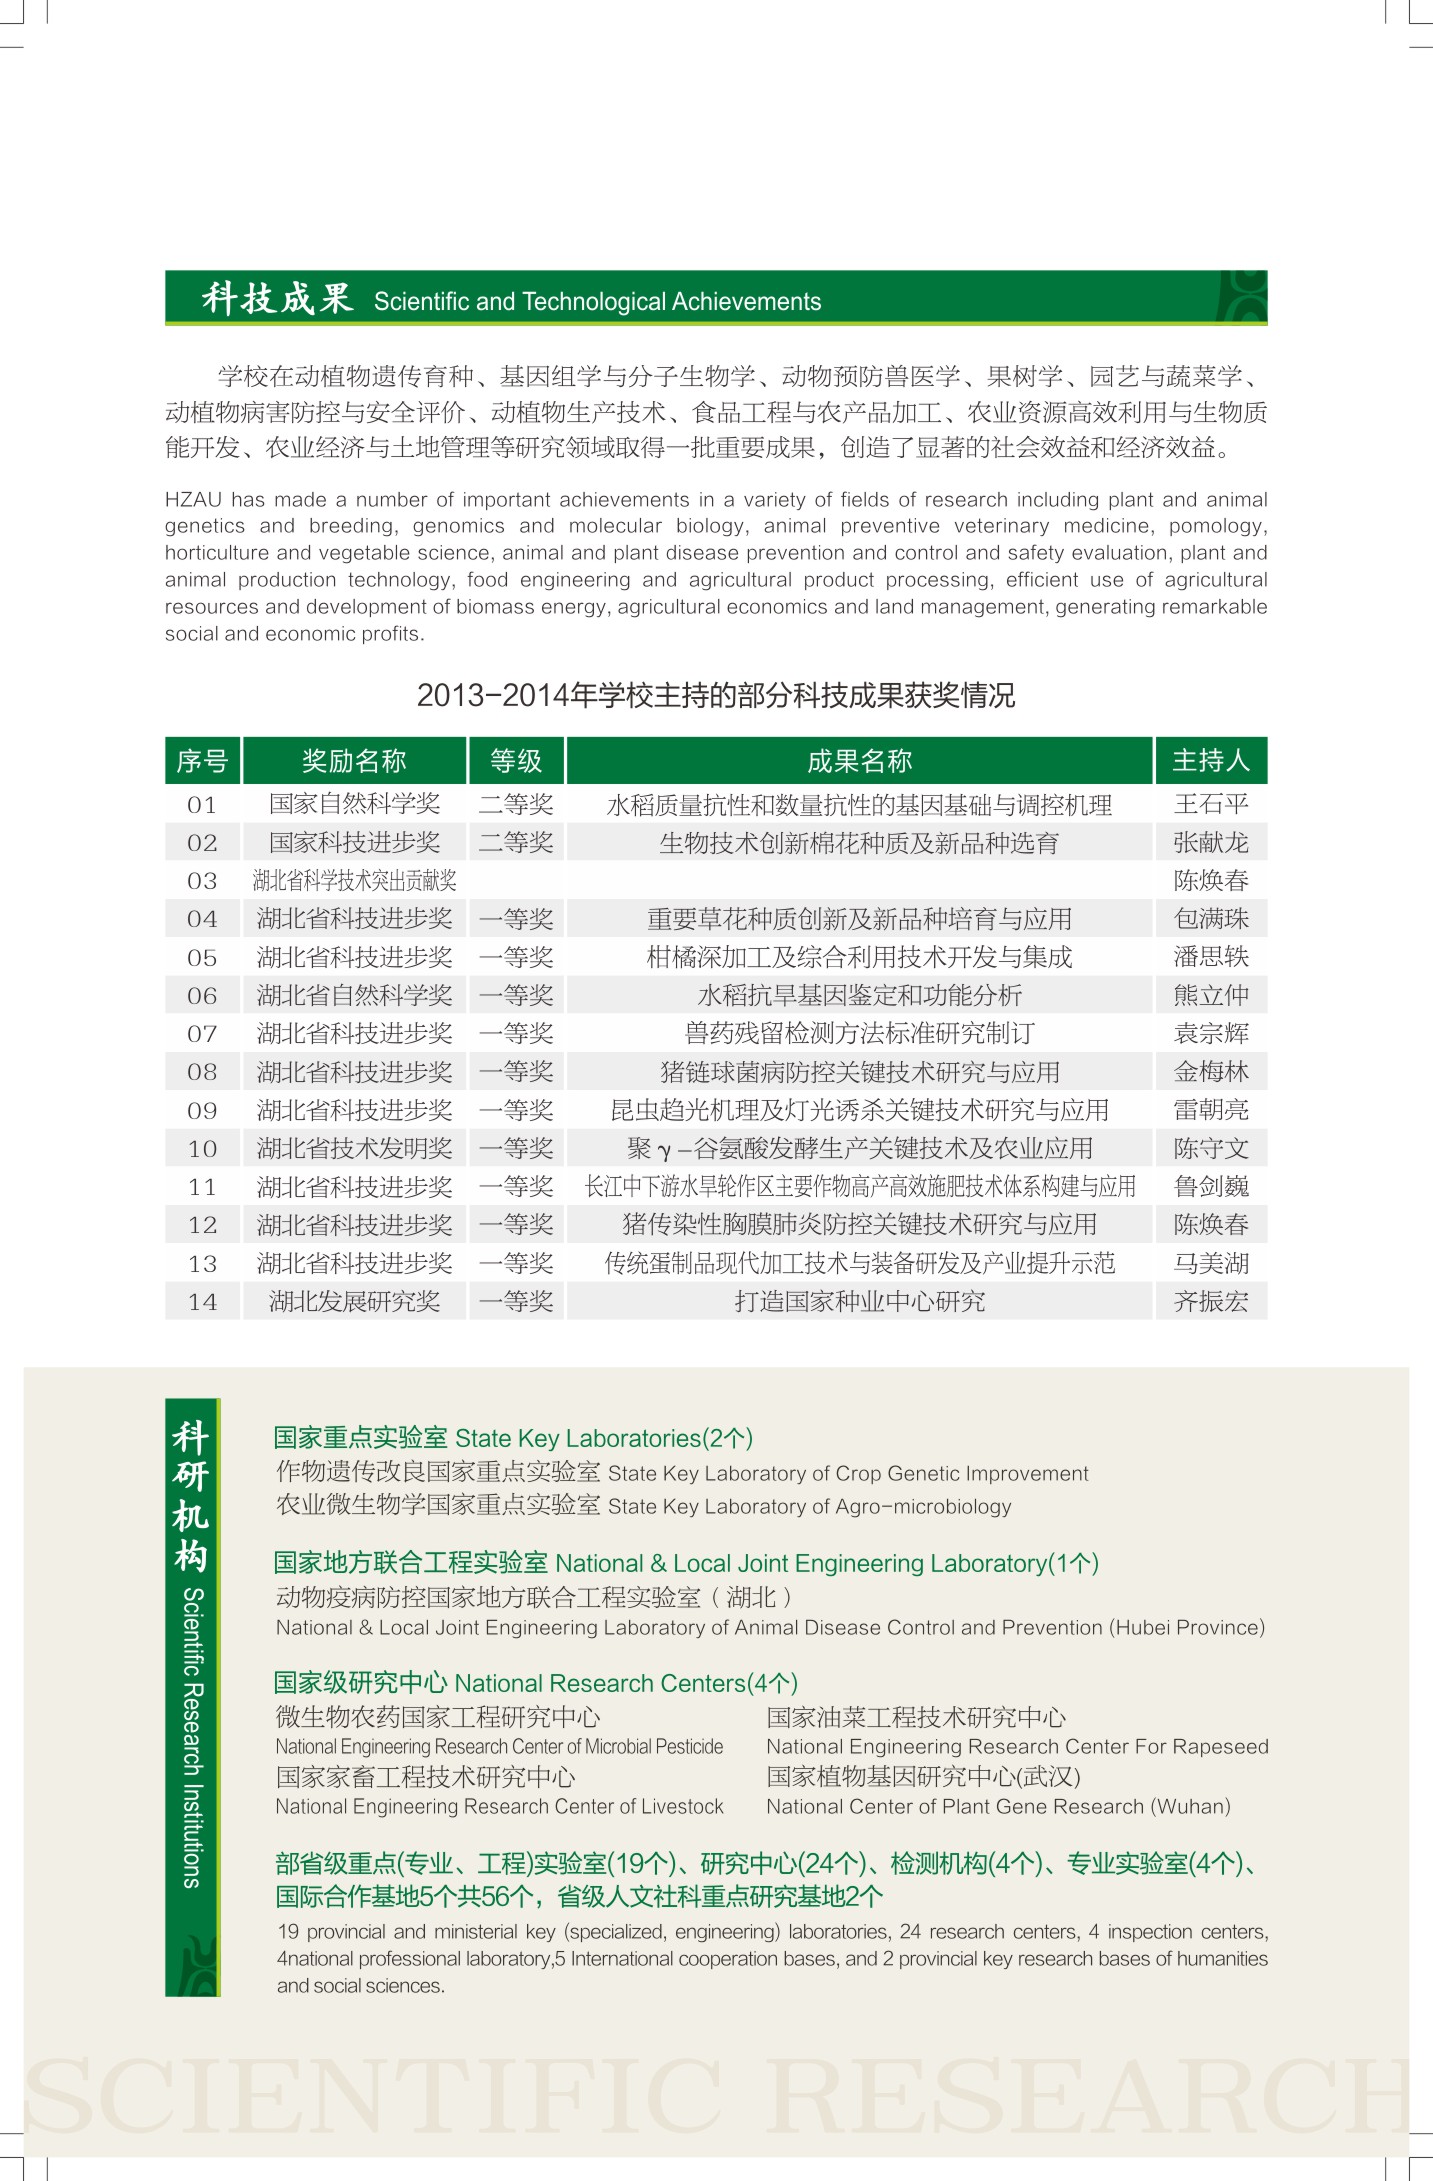 科技成果 Scientific and Technological Achievements
学校在动植物遗传育种、基因组学与分子生物学、动物预防兽医学、果树学、园艺与蔬菜学、
动植物病害防控与安全评价、动植物生产技术、食品工程与农产品加工、农业资源高效利用与生物质
能开发、农业经济与土地管理等研究领域取得一批重要成果，创造了显著的社会效益和经济效益。
HZAU has made a number of important achievements in a variety of fields of research including plant and animal
genetics and breeding, genomics and molecular biology, animal preventive veterinary medicine, pomology,
horticulture and vegetable science, animal and plant disease prevention and control and safety evaluation, plant and
animal production technology, food engineering and agricultural product processing, efficient use of agricultural
resources and development of biomass energy, agricultural economics and land management, generating remarkable
social and economic profits.
2013-2014年学校主持的部分科技成果获奖情况
序号 奖励名称 等级 成果名称 主持人
01 国家自然科学奖 二等奖 水稻质量抗性和数量抗性的基因基础与调控机理 王石平
02 国家科技进步奖 二等奖 生物技术创新棉花种质及新品种选育 张献龙
03 湖北省科学技术突出贡献奖 陈焕春
04 湖北省科技进步奖 一等奖 重要草花种质创新及新品种培育与应用 包满珠
05 湖北省科技进步奖 一等奖 柑橘深加工及综合利用技术开发与集成 潘思轶
06 湖北省自然科学奖 一等奖 水稻抗旱基因鉴定和功能分析 熊立仲
07 湖北省科技进步奖 一等奖 兽药残留检测方法标准研究制订 袁宗辉
08 湖北省科技进步奖 一等奖 猪链球菌病防控关键技术研究与应用 金梅林
09 湖北省科技进步奖 一等奖 昆虫趋光机理及灯光诱杀关键技术研究与应用 雷朝亮
10 湖北省技术发明奖 一等奖 聚γ-谷氨酸发酵生产关键技术及农业应用 陈守文
11 湖北省科技进步奖 一等奖 长江中下游水旱轮作区主要作物高产高效施肥技术体系构建与应用 鲁剑巍
12 湖北省科技进步奖 一等奖 猪传染性胸膜肺炎防控关键技术研究与应用 陈焕春
13 湖北省科技进步奖 一等奖 传统蛋制品现代加工技术与装备研发及产业提升示范 马美湖
14 湖北发展研究奖 一等奖 打造国家种业中心研究 齐振宏
科研机构 Scientific Research Institutions
国家重点实验室 State Key Laboratories(2个)
作物遗传改良国家重点实验室 State Key Laboratory of Crop Genetic Improvement
农业微生物学国家重点实验室 State Key Laboratory of Agro-microbiology
国家地方联合工程实验室 National & Local Joint Engineering Laboratory(1个)
动物疫病防控国家地方联合工程实验室（湖北）
National & Local Joint Engineering Laboratory of Animal Disease Control and Prevention (Hubei Province)
国家级研究中心 National Research Centers(4个)
微生物农药国家工程研究中心 国家油菜工程技术研究中心
National Engineering Research Center of Microbial Pesticide National Engineering Research Center For Rapeseed
国家家畜工程技术研究中心 国家植物基因研究中心(武汉)
National Engineering Research Center of Livestock National Center of Plant Gene Research (Wuhan)
部省级重点(专业、工程)实验室(19个)、研究中心(24个)、检测机构(4个)、专业实验室(4个)、
国际合作基地5个共56个，省级人文社科重点研究基地2个
19 provincial and ministerial key (specialized, engineering) laboratories, 24 research centers, 4 inspection centers,
4national professional laboratory,5 International cooperation bases, and 2 provincial key research bases of humanities
and social sciences.
SCIENTIFIC RESEARCH